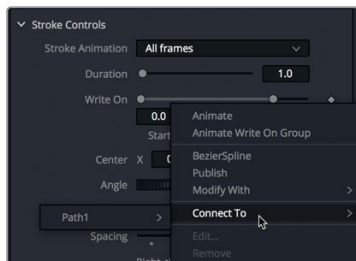 Stroke Controls
Stroke Animation All frames
Duration 1.0
Write On
0.0
Start
Center X 0
Angle
Spacing
Animate
Animate Write On Group
BezierSpline
Publish
Modify With
Connect To
Edit...
Remove
Path1